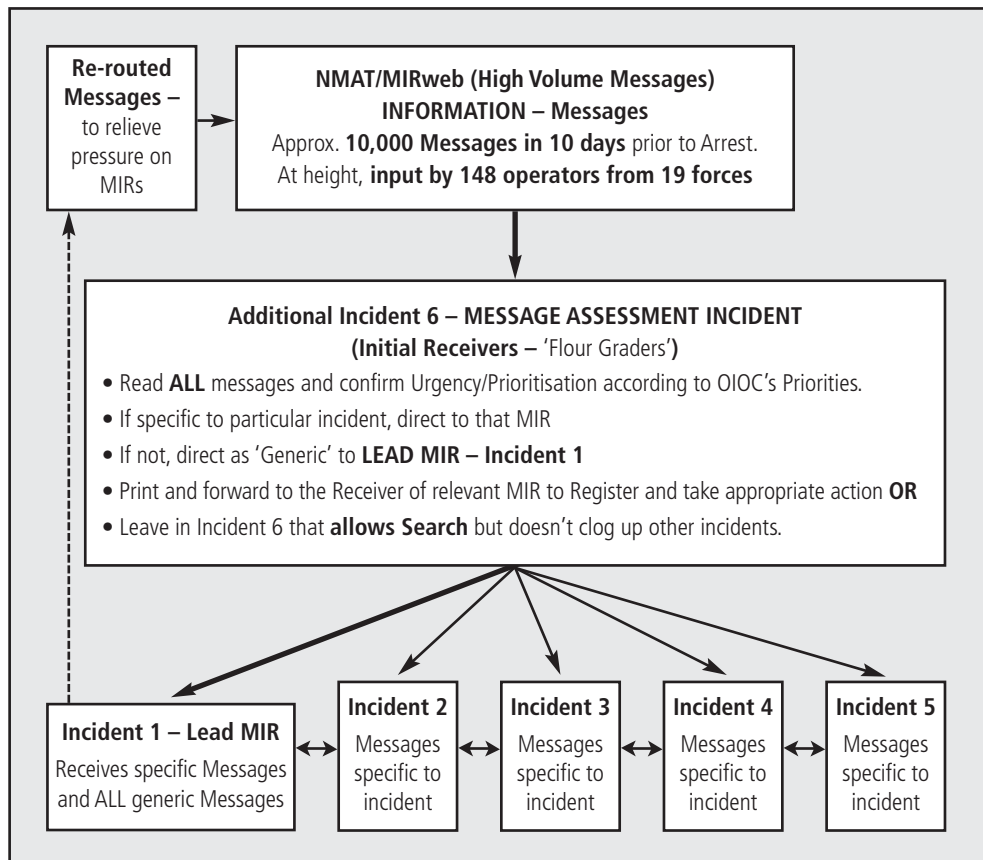 Re-routed
Messages –
to relieve
pressure on
MIRs
NMAT/MIRweb (High Volume Messages)
INFORMATION – Messages
Approx. 10,000 Messages in 10 days prior to Arrest.
At height, input by 148 operators from 19 forces
Additional Incident 6 – MESSAGE ASSESSMENT INCIDENT
(Initial Receivers – ‘Flour Graders’)
• Read ALL messages and confirm Urgency/Prioritisation according to OIOC’s Priorities.
• If specific to particular incident, direct to that MIR
• If not, direct as ‘Generic’ to LEAD MIR – Incident 1
• Print and forward to the Receiver of relevant MIR to Register and take appropriate action OR
• Leave in Incident 6 that allows Search but doesn’t clog up other incidents.
Incident 1 – Lead MIR
Receives specific Messages
and ALL generic Messages
Incident 2
Messages
specific to
incident
Incident 3
Messages
specific to
incident
Incident 4
Messages
specific to
incident
Incident 5
Messages
specific to
incident